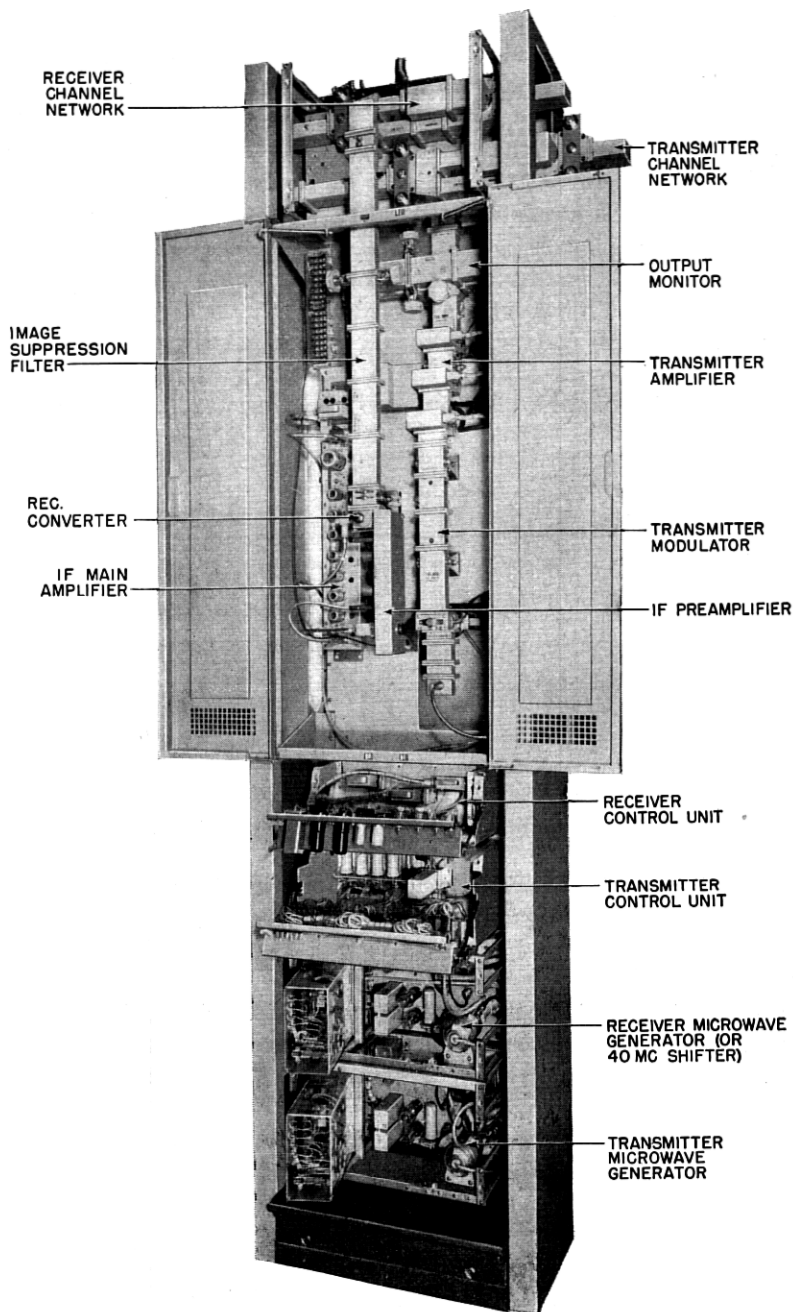 RECEIVER
CHANNEL
NETWORK
TRANSMITTER
CHANNEL
NETWORK
OUTPUT
MONITOR
IMAGE
SUPPRESSION
FILTER
TRANSMITTER
AMPLIFIER
REC.
CONVERTER
TRANSMITTER
MODULATOR
IF MAIN
AMPLIFIER
IF PREAMPLIFIER
RECEIVER
CONTROL UNIT
TRANSMITTER
CONTROL UNIT
RECEIVER MICROWAVE
GENERATOR (OR
40 MC SHIFTER)
TRANSMITTER
MICROWAVE
GENERATOR